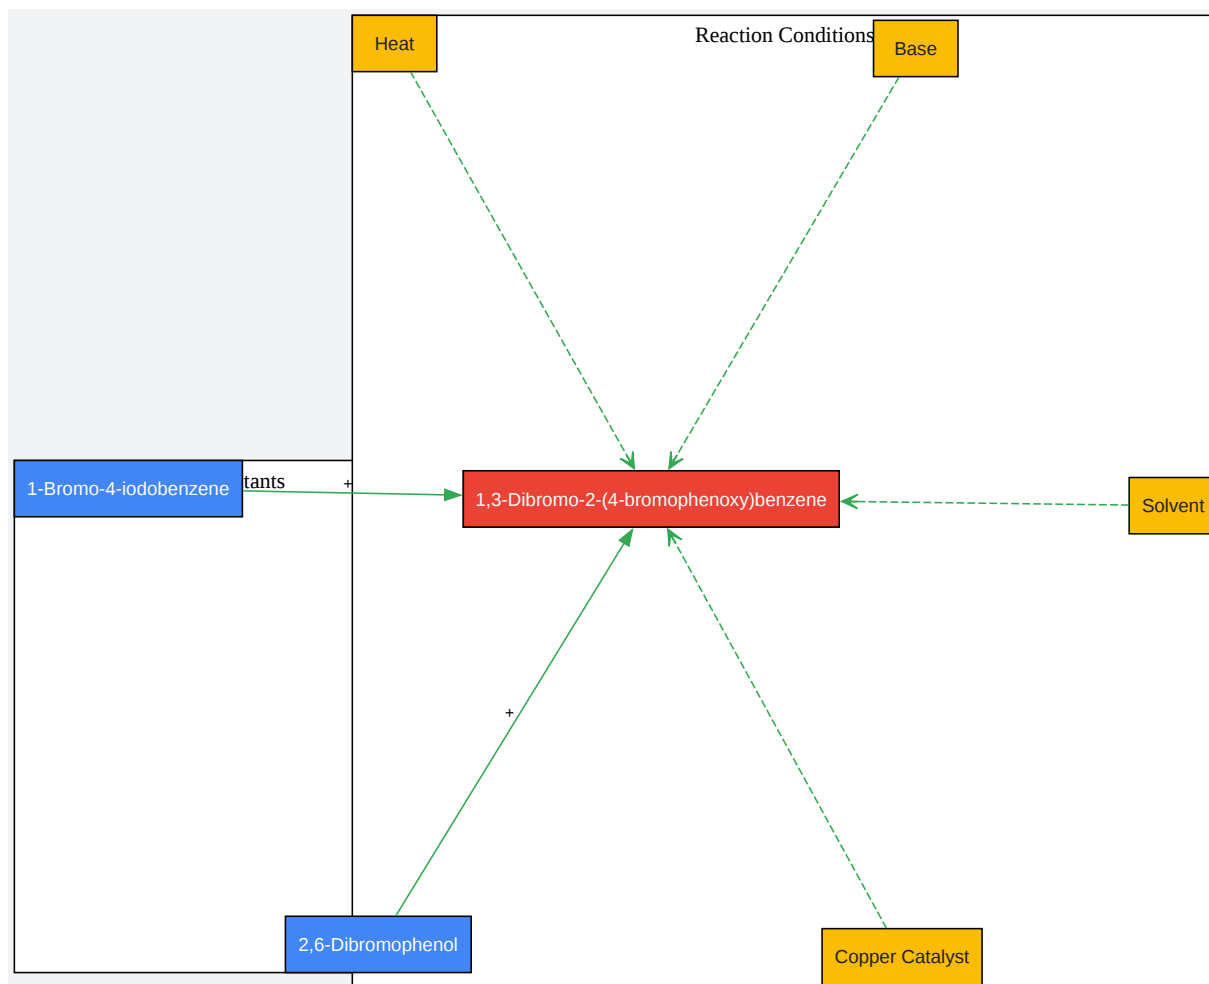 Heat
Reaction Conditions
Base
1-Bromo-4-iodobenzene
tants
+
1,3-Dibromo-2-(4-bromophenoxy)benzene
Solvent
+
2,6-Dibromophenol
Copper Catalyst